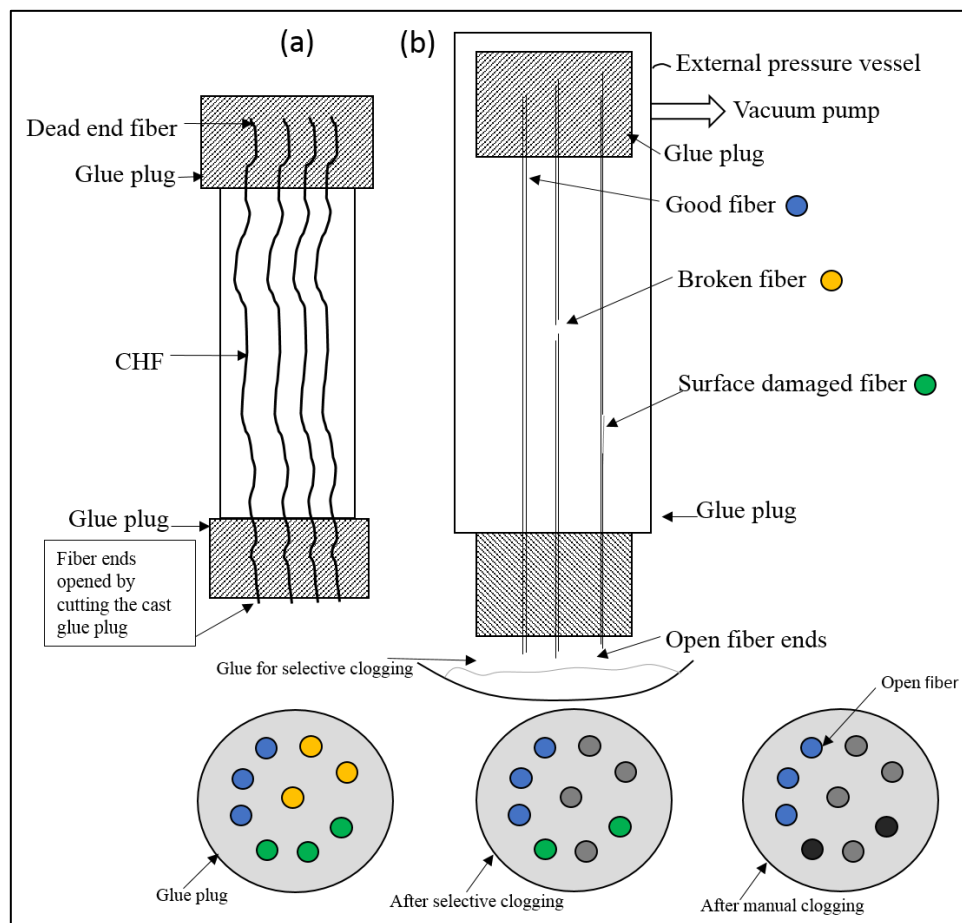 (a)
Dead end fiber
Glue plug
CHF
Glue plug
Fiber ends
opened by
cutting the cast
glue plug
(b)
External pressure vessel
Vacuum pump
Glue plug
Good fiber
Broken fiber
Surface damaged fiber
Glue plug
Open fiber ends
Glue for selective clogging
Open fiber
Glue plug
After selective clogging
After manual clogging